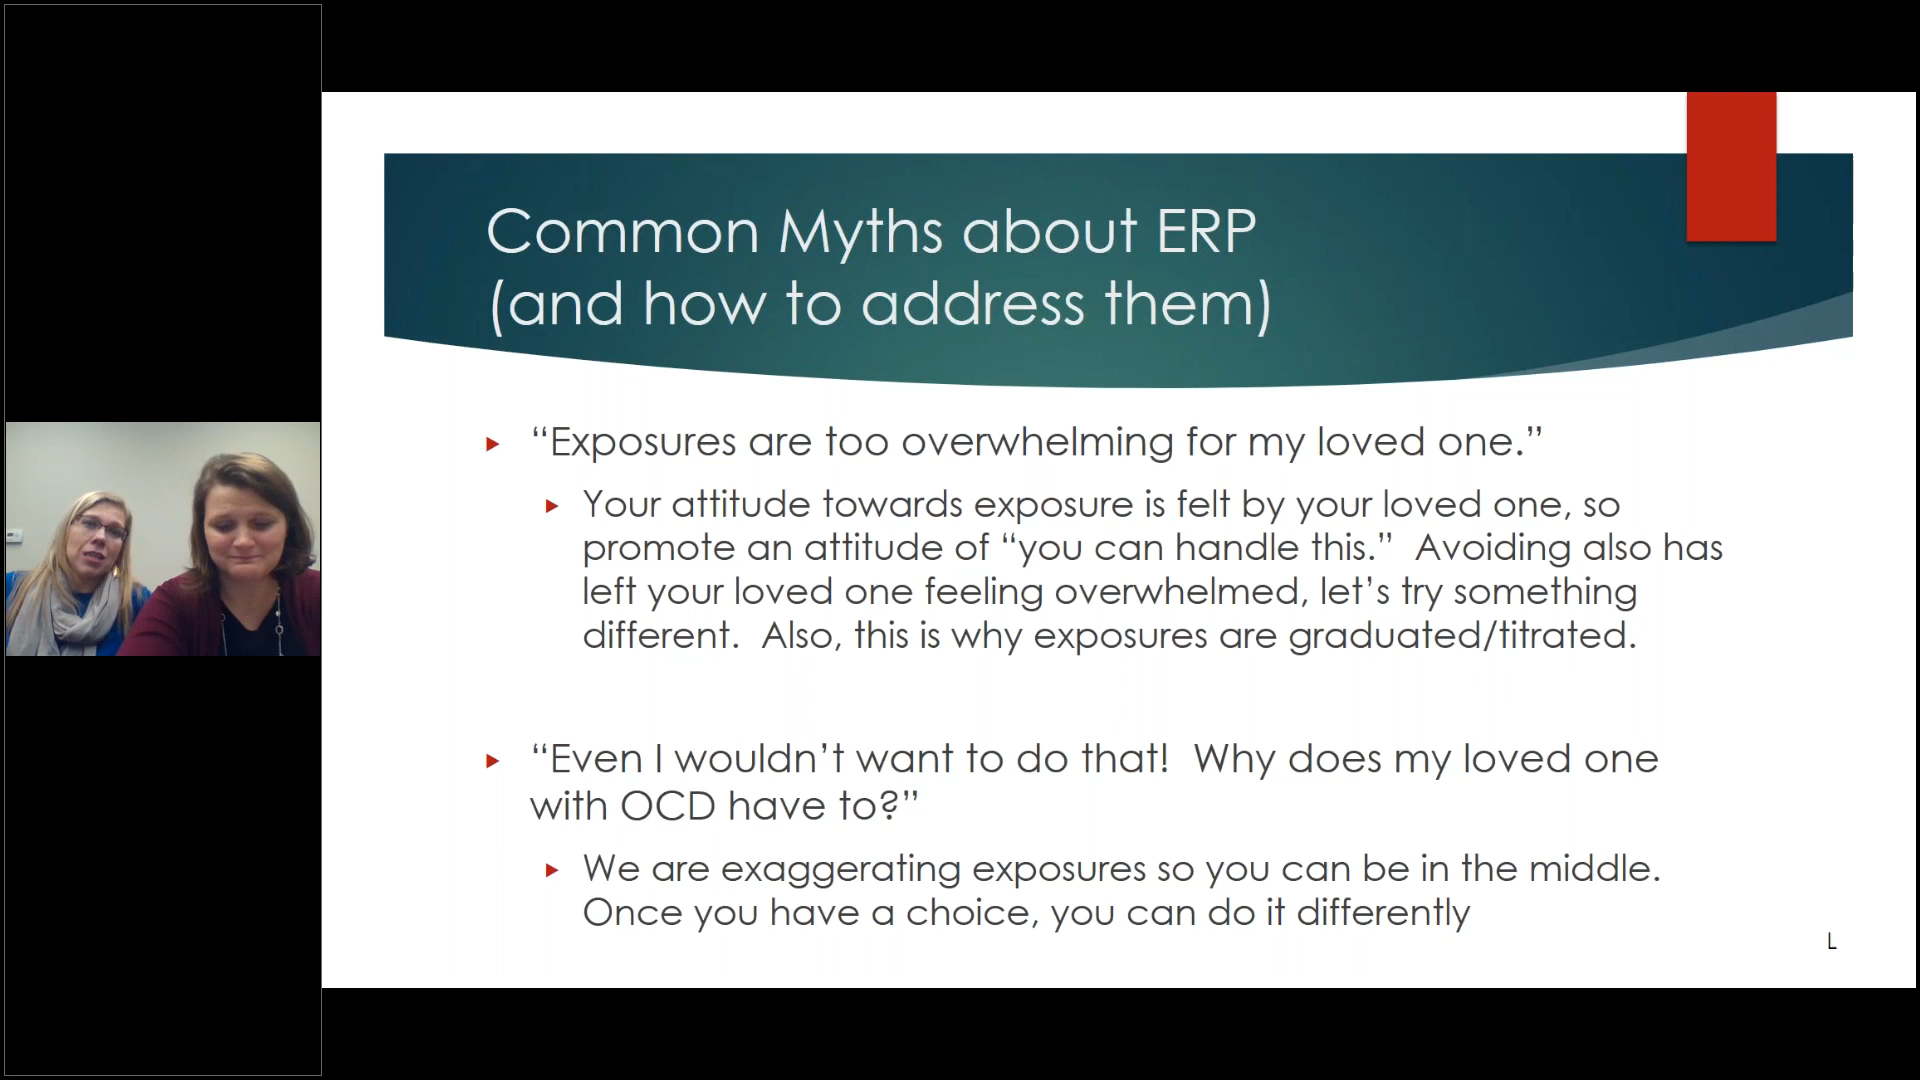 Common Myths about ERP
(and how to address them)
“Exposures are too overwhelming for my loved one.”
Your attitude towards exposure is felt by your loved one, so
promote an attitude of “you can handle this.”  Avoiding also has
left your loved one feeling overwhelmed, let’s try something
different.  Also, this is why exposures are graduated/titrated.
“Even I wouldn’t want to do that!  Why does my loved one
with OCD have to?”
We are exaggerating exposures so you can be in the middle.
Once you have a choice, you can do it differently
L